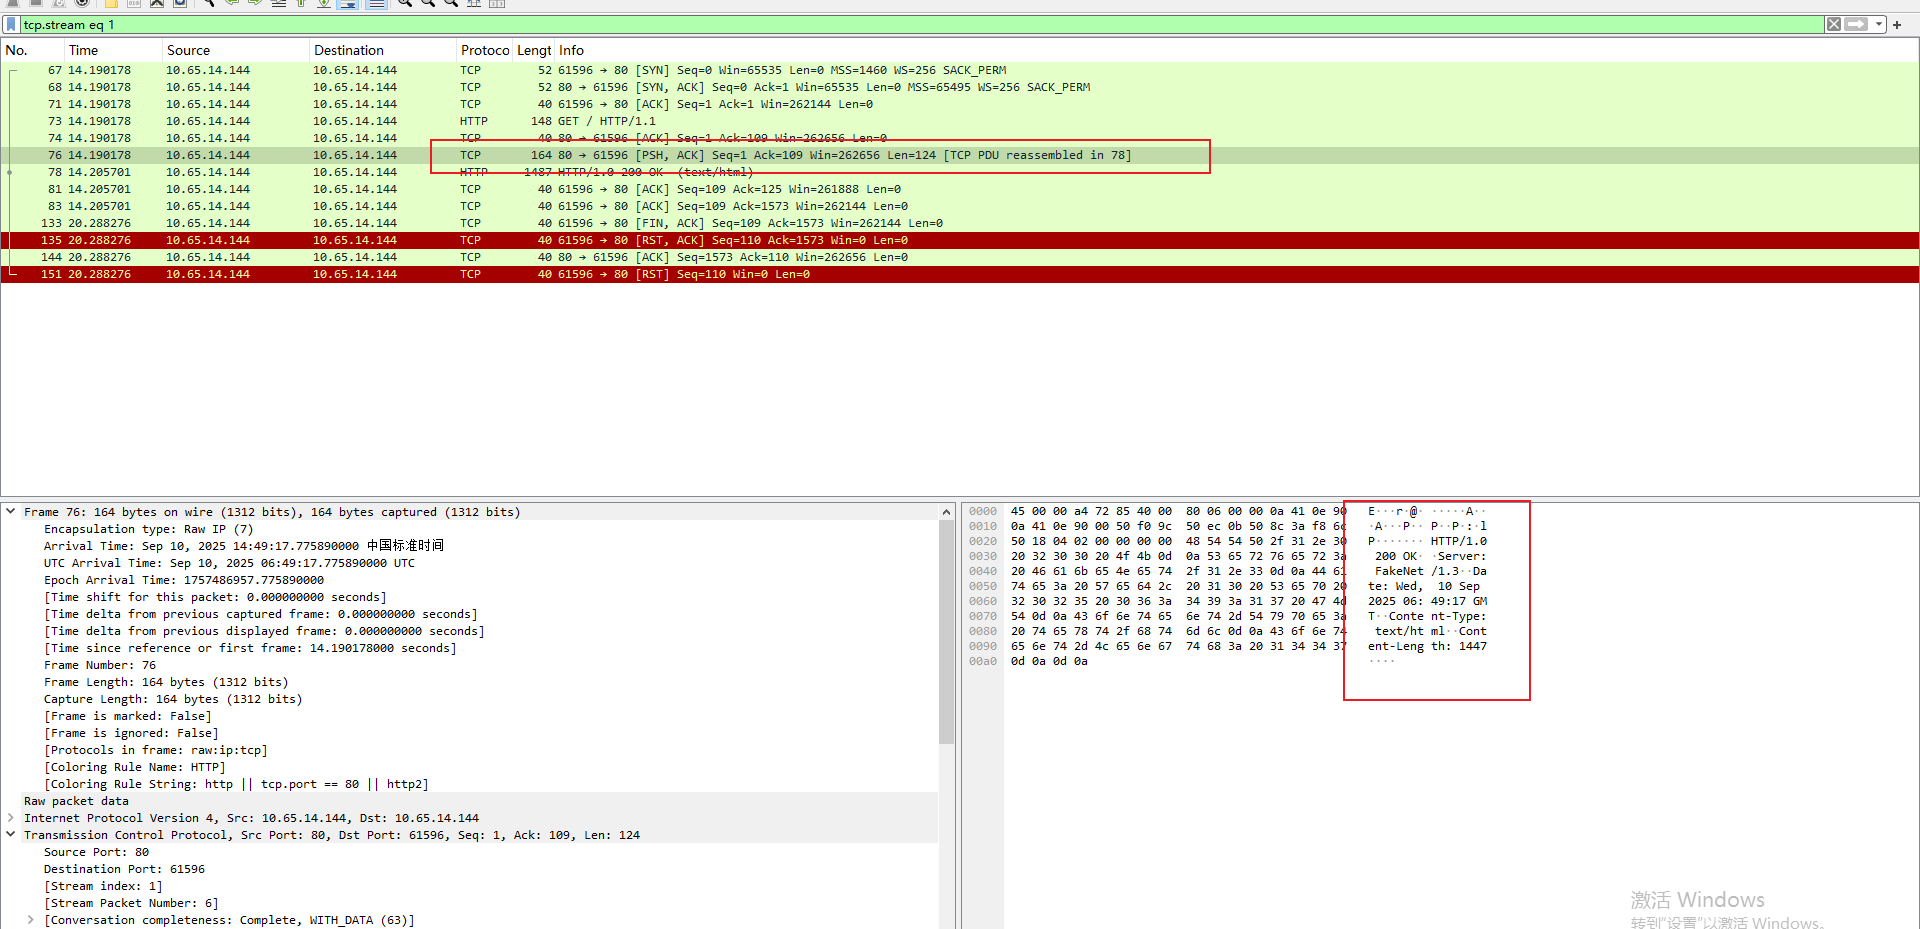 tcp.stream eq 1
No. Time Source Destination Protoco Lengt Info
67 14.190178 10.65.14.144 10.65.14.144 TCP 52 61596 → 80 [SYN] Seq=0 Win=65535 Len=0 MSS=1460 WS=256 SACK_PERM
68 14.190178 10.65.14.144 10.65.14.144 TCP 52 80 → 61596 [SYN, ACK] Seq=0 Ack=1 Win=65535 Len=0 MSS=65495 WS=256 SACK_PERM
71 14.190178 10.65.14.144 10.65.14.144 TCP 40 61596 → 80 [ACK] Seq=1 Ack=1 Win=262144 Len=0
73 14.190178 10.65.14.144 10.65.14.144 HTTP 148 GET / HTTP/1.1
74 14.190178 10.65.14.144 10.65.14.144 TCP 40 80 → 61596 [ACK] Seq=1 Ack=109 Win=262656 Len=0
76 14.190178 10.65.14.144 10.65.14.144 TCP 164 80 → 61596 [PSH, ACK] Seq=1 Ack=109 Win=262656 Len=124 [TCP PDU reassembled in 78]
78 14.205701 10.65.14.144 10.65.14.144 HTTP 1487 HTTP/1.0 200 OK (text/html)
81 14.205701 10.65.14.144 10.65.14.144 TCP 40 61596 → 80 [ACK] Seq=109 Ack=125 Win=261888 Len=0
83 14.205701 10.65.14.144 10.65.14.144 TCP 40 61596 → 80 [ACK] Seq=109 Ack=1573 Win=262144 Len=0
133 20.288276 10.65.14.144 10.65.14.144 TCP 40 61596 → 80 [FIN, ACK] Seq=109 Ack=1573 Win=262144 Len=0
135 20.288276 10.65.14.144 10.65.14.144 TCP 40 61596 → 80 [RST, ACK] Seq=110 Ack=1573 Win=0 Len=0
144 20.288276 10.65.14.144 10.65.14.144 TCP 40 80 → 61596 [ACK] Seq=1573 Ack=110 Win=262656 Len=0
151 20.288276 10.65.14.144 10.65.14.144 TCP 40 61596 → 80 [RST] Seq=110 Win=0 Len=0
Frame 76: 164 bytes on wire (1312 bits), 164 bytes captured (1312 bits)
Encapsulation type: Raw IP (7)
Arrival Time: Sep 10, 2025 14:49:17.775890000 中国标准时间
UTC Arrival Time: Sep 10, 2025 06:49:17.775890000 UTC
Epoch Arrival Time: 1757486957.775890000
[Time shift for this packet: 0.000000000 seconds]
[Time delta from previous captured frame: 0.000000000 seconds]
[Time delta from previous displayed frame: 0.000000000 seconds]
[Time since reference or first frame: 14.190178000 seconds]
Frame Number: 76
Frame Length: 164 bytes (1312 bits)
Capture Length: 164 bytes (1312 bits)
[Frame is marked: False]
[Frame is ignored: False]
[Protocols in frame: raw:ip:tcp]
[Coloring Rule Name: HTTP]
[Coloring Rule String: http || tcp.port == 80 || http2]
Raw packet data
Internet Protocol Version 4, Src: 10.65.14.144, Dst: 10.65.14.144
Transmission Control Protocol, Src Port: 80, Dst Port: 61596, Seq: 1, Ack: 109, Len: 124
Source Port: 80
Destination Port: 61596
[Stream index: 1]
[Stream Packet Number: 6]
[Conversation completeness: Complete, WITH_DATA (63)]
0000 45 00 00 a4 72 85 40 00 80 06 00 00 0a 41 0e 90 E···r·@· ·····A··
0010 0a 41 0e 90 00 50 f0 9c 50 ec 0b 50 8c 3a f8 6c ·A···P·· P··P·:·l
0020 50 18 04 02 00 00 00 00 48 54 54 50 2f 31 2e 30 P······· HTTP/1.0
0030 20 32 30 30 20 4f 4b 0d 0a 53 65 72 76 65 72 3a 200 OK· ·Server:
0040 20 46 61 6b 65 4e 65 74 2f 31 2e 33 0d 0a 44 61 FakeNet /1.3··Da
0050 74 65 3a 20 57 65 64 2c 20 31 30 20 53 65 70 20 te: Wed, 10 Sep
0060 32 30 32 35 20 30 36 3a 34 39 3a 31 37 20 47 4d 2025 06: 49:17 GM
0070 54 0d 0a 43 6f 6e 74 65 6e 74 2d 54 79 70 65 3a T··Conte nt-Type:
0080 20 74 65 78 74 2f 68 74 6d 6c 0d 0a 43 6f 6e 74 text/ht ml··Cont
0090 65 6e 74 2d 4c 65 6e 67 74 68 3a 20 31 34 34 37 ent-Leng th: 1447
00a0 0d 0a 0d 0a ····
激活 Windows
转到"设置"以激活 Windows。